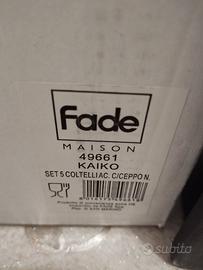 Fade
MAISON
49661
KAIKO
SET 5 COLTELLI AC. C/CEPPO N.
subito